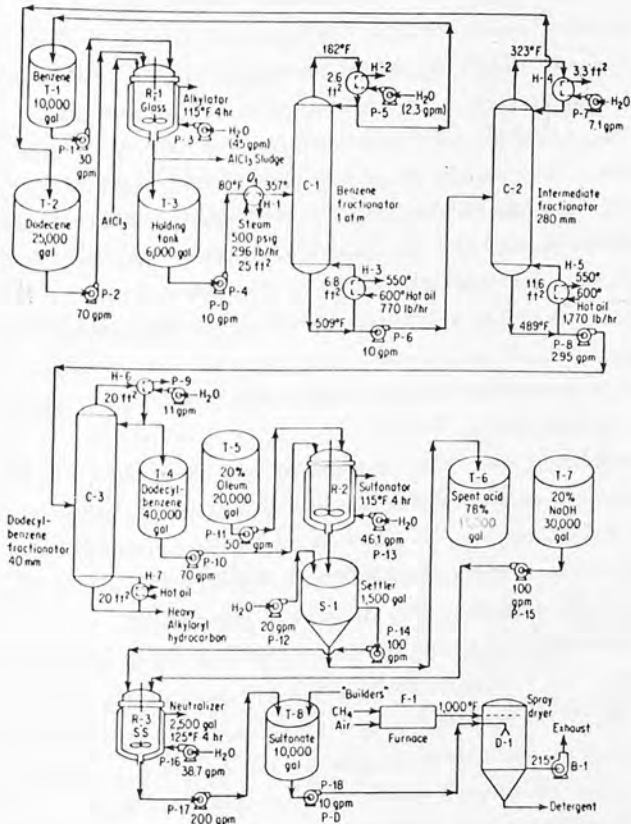 Benzene
T-1
10,000
gal
P-1
30
gpm
T-2
Dodecene
25,000
gal
AlCl3
P-2
70
gpm
R-1
Glass
Alkylator
115°F 4 hr
P-3
H2O
(45 gpm)
AlCl3 Sludge
T-3
Holding
tank
6,000 gal
P-4
P-D
10 gpm
80°F
357°
H-1
Steam
500 psig
296 lb/hr
25 ft2
182°F
H-2
2.6
ft2
P-5
H2O
(2.3 gpm)
C-1
Benzene
fractionator
1 atm
H-3
6.8
ft2
550°
600° Hot oil
770 lb/hr
509°F
P-6
10 gpm
323°F
H-4
3.3 ft2
P-7
H2O
7.1 gpm
C-2
Intermediate
fractionator
280 mm
H-5
11.6
ft2
550°
600°
Hot oil
1,770 lb/hr
489°F
P-8
2.95
gpm
H-6
20 ft2
P-9
H2O
11 gpm
C-3
Dodecyl-
benzene
fractionator
40 mm
H-7
20 ft2
Hot oil
Heavy
Alkylaryl
hydrocarbon
T-4
Dodecyl-
benzene
40,000
gal
P-10
70 gpm
T-5
20%
Oleum
20,000
gal
P-11
50 gpm
R-2
Sulfonator
115°F 4 hr
H2O
46.1 gpm
P-13
H2O
20 gpm
P-12
S-1
Settler
1,500 gal
P-14
100
gpm
T-6
Spent acid
78%
gal
T-7
20%
NaOH
30,000
gal
100
gpm
P-15
R-3
SS
Neutralizer
2,500 gal
125°F 4 hr
P-16
H2O
38.7 gpm
P-17
200 gpm
"Builders"
T-8
Sulfonate
10,000
gal
P-18
10 gpm
P-D
CH4
Air
F-1
Furnace
1,000°F
Spray
dryer
D-1
Exhaust
215°
B-1
Detergent